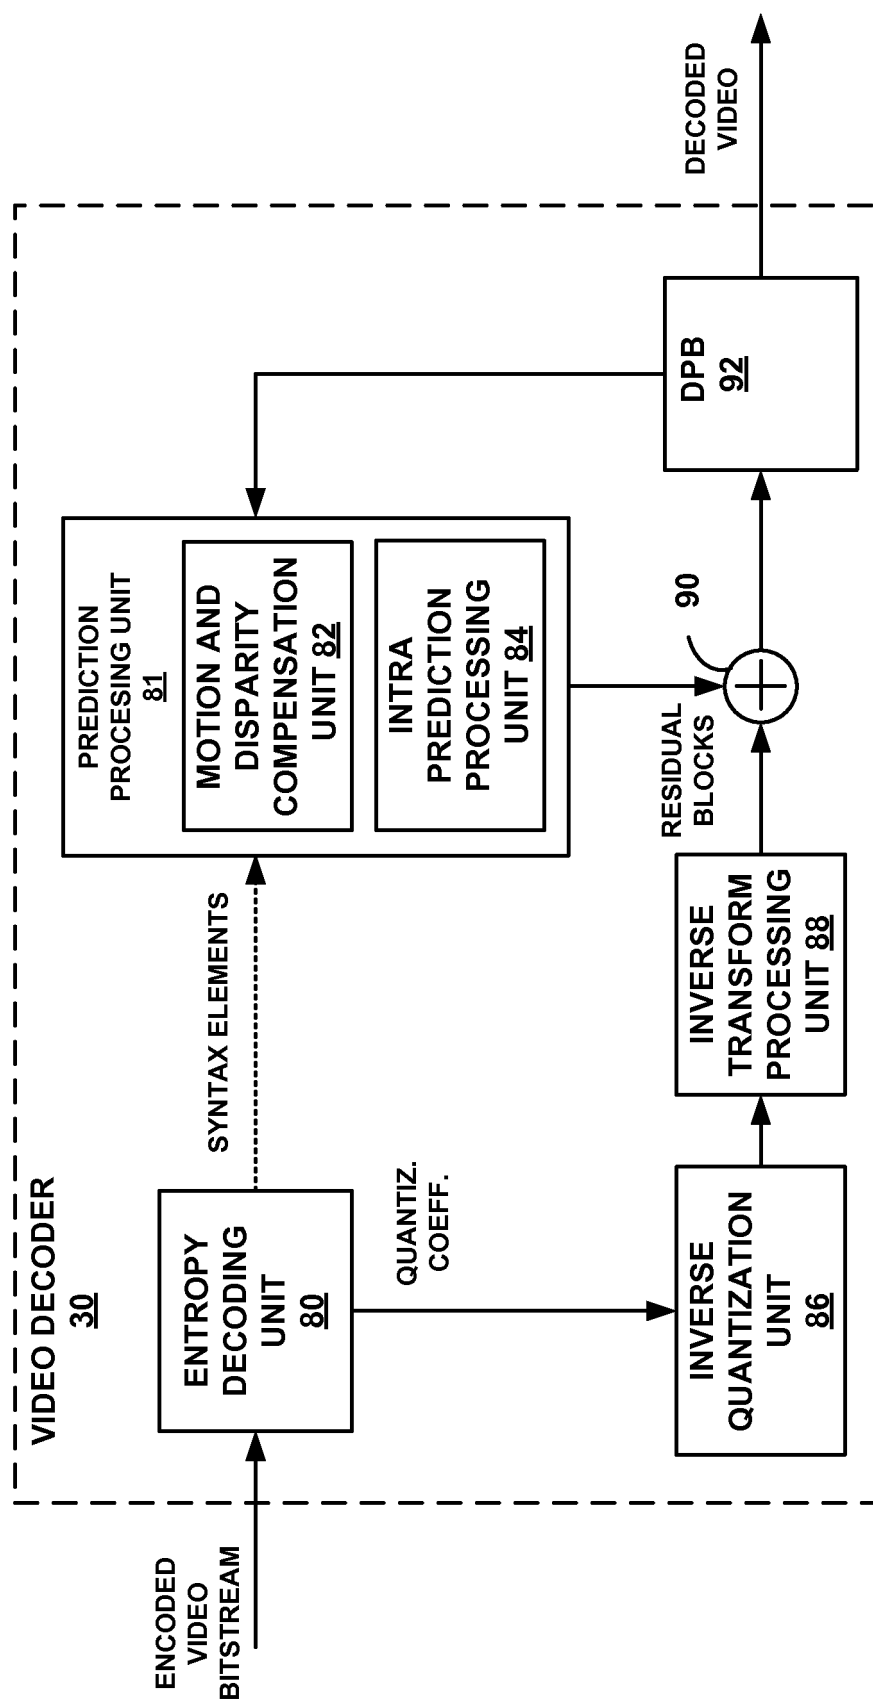 VIDEO DECODER
30
ENCODED
VIDEO
BITSTREAM
ENTROPY
DECODING
UNIT
80
SYNTAX ELEMENTS
QUANTIZ.
COEFF.
PREDICTION
PROCESING UNIT
81
MOTION AND
DISPARITY
COMPENSATION
UNIT 82
INTRA
PREDICTION
PROCESSING
UNIT 84
INVERSE
QUANTIZATION
UNIT
86
INVERSE
TRANSFORM
PROCESSING
UNIT 88
RESIDUAL
BLOCKS
90
DPB
92
DECODED
VIDEO